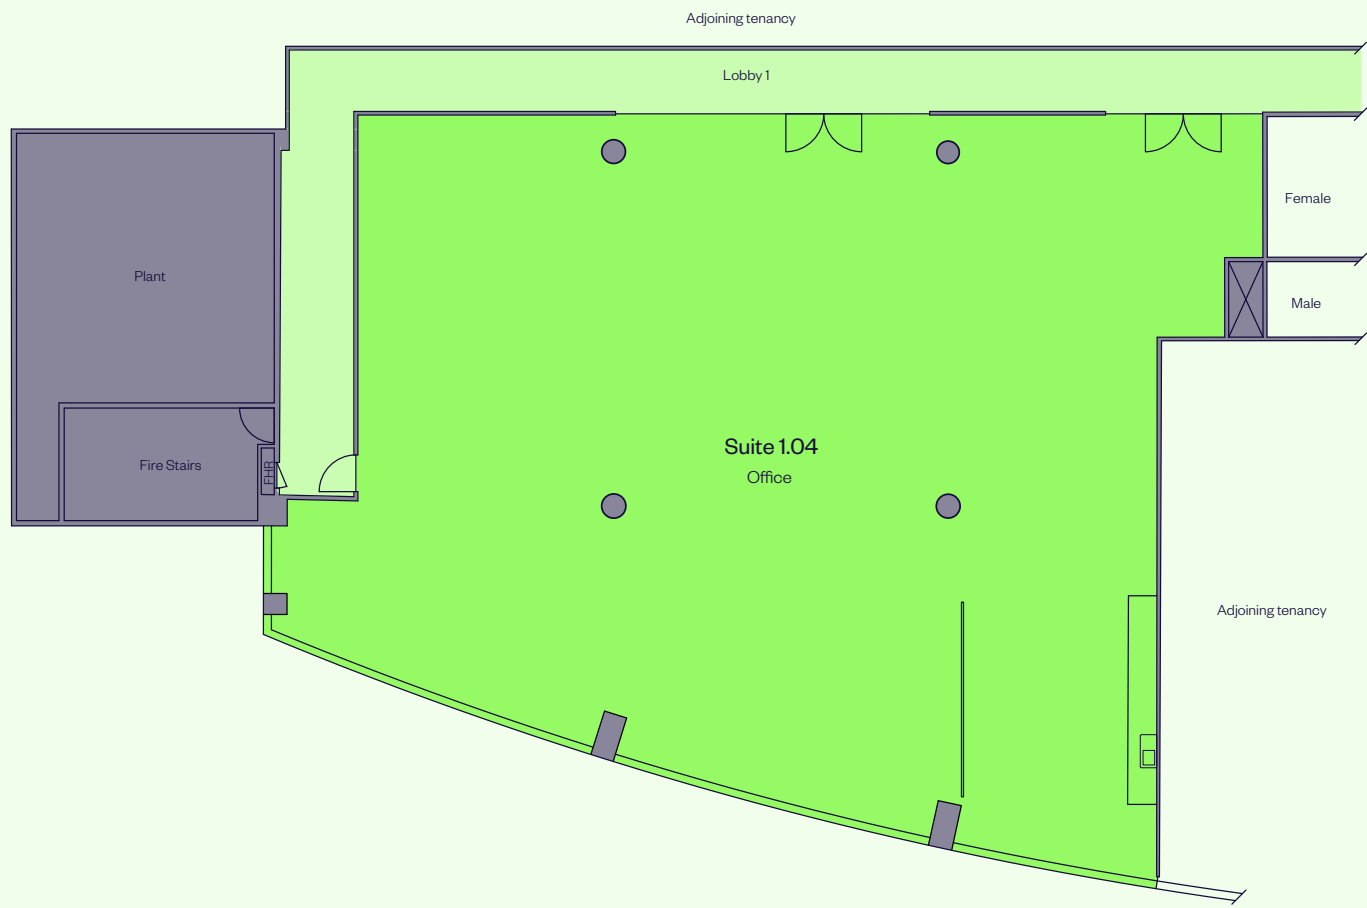 Adjoining tenancy
Lobby 1
Female
Plant
Male
Suite 1.04
Office
Fire Stairs
FHR
Adjoining tenancy